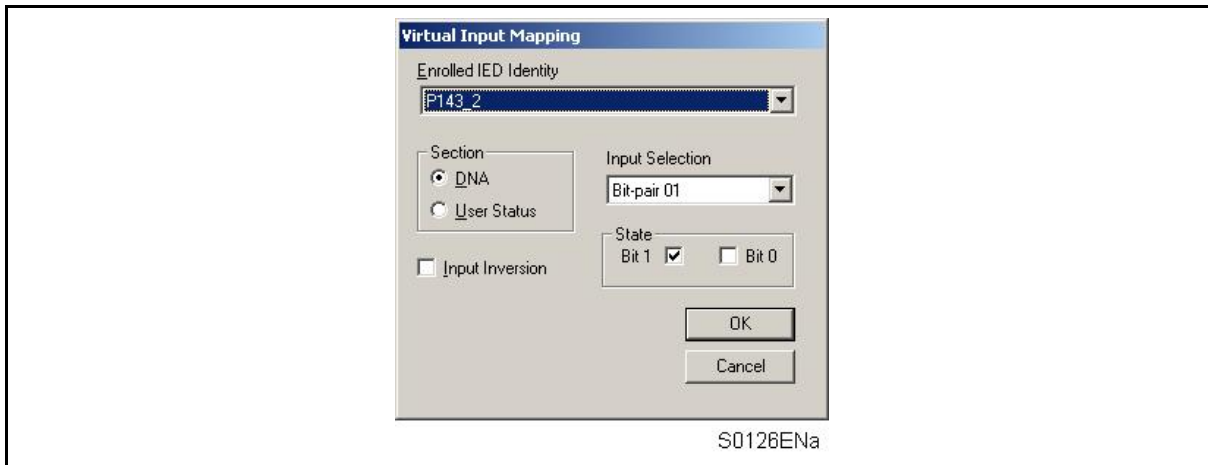 Virtual Input Mapping
Enrolled IED Identity
P143_2
Section
DNA
User Status
Input Inversion
Input Selection
Bit-pair 01
State
Bit 1
Bit 0
OK
Cancel
S0126ENa